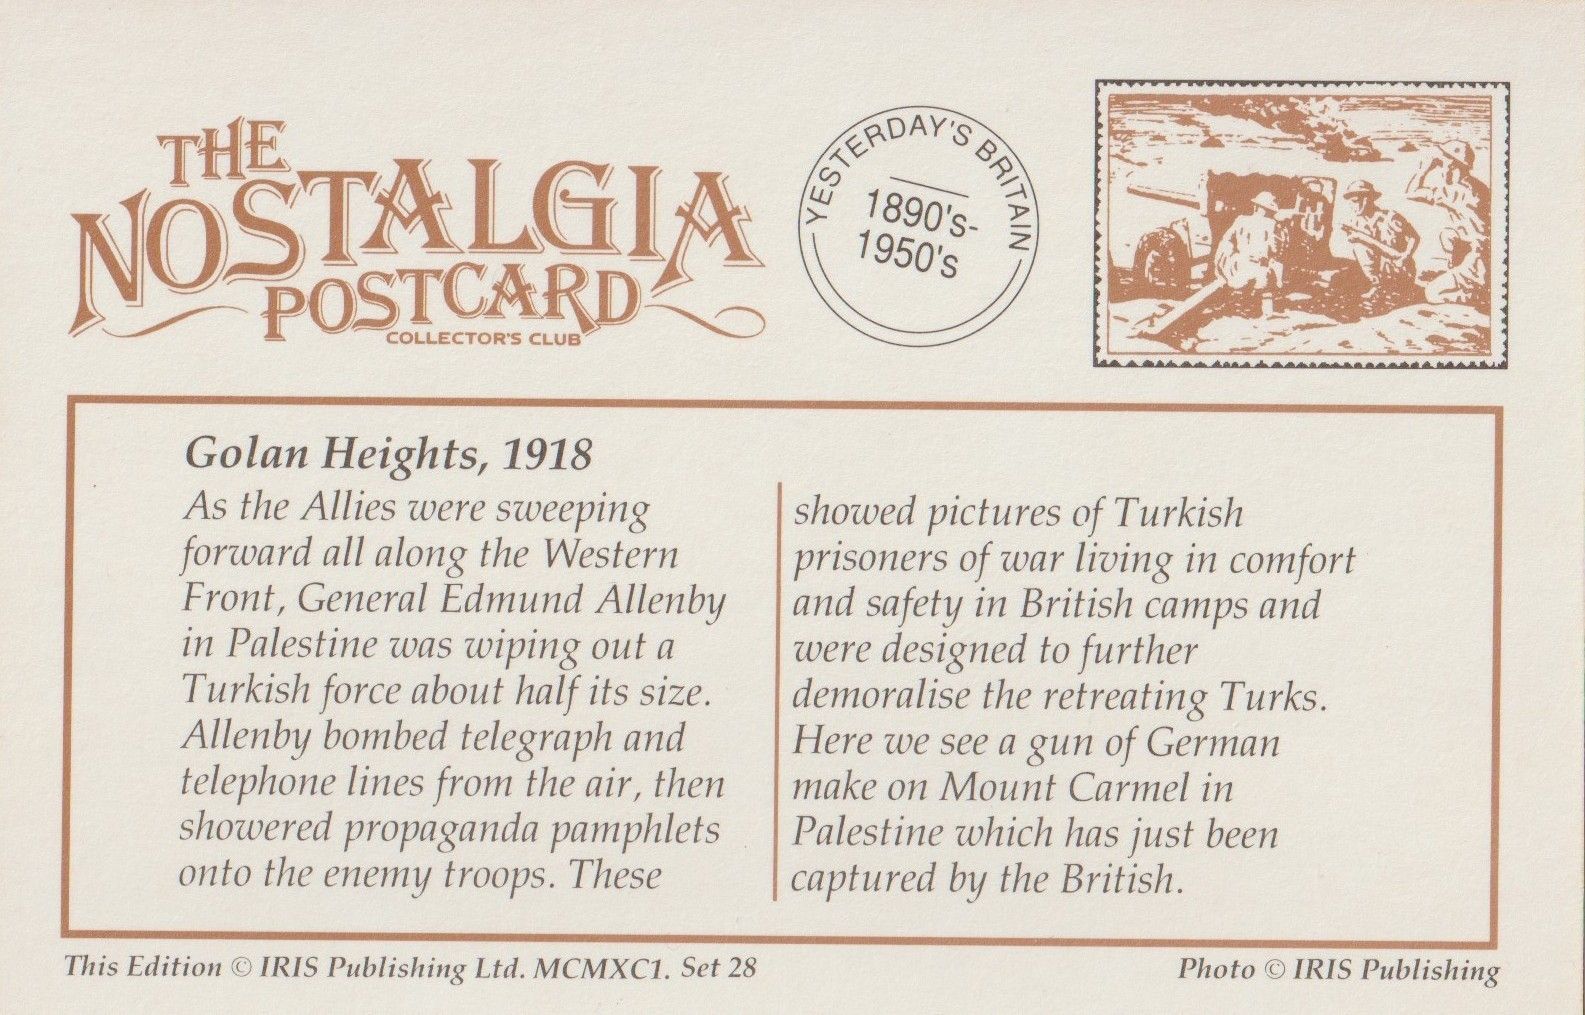 THE
NOSTALGIA
POSTCARD
COLLECTOR'S CLUB
YESTERDAY'S BRITAIN
1890's-
1950's
Golan Heights, 1918
As the Allies were sweeping
forward all along the Western
Front, General Edmund Allenby
in Palestine was wiping out a
Turkish force about half its size.
Allenby bombed telegraph and
telephone lines from the air, then
showered propaganda pamphlets
onto the enemy troops. These
showed pictures of Turkish
prisoners of war living in comfort
and safety in British camps and
were designed to further
demoralise the retreating Turks.
Here we see a gun of German
make on Mount Carmel in
Palestine which has just been
captured by the British.
This Edition © IRIS Publishing Ltd. MCMXC1. Set 28
Photo © IRIS Publishing